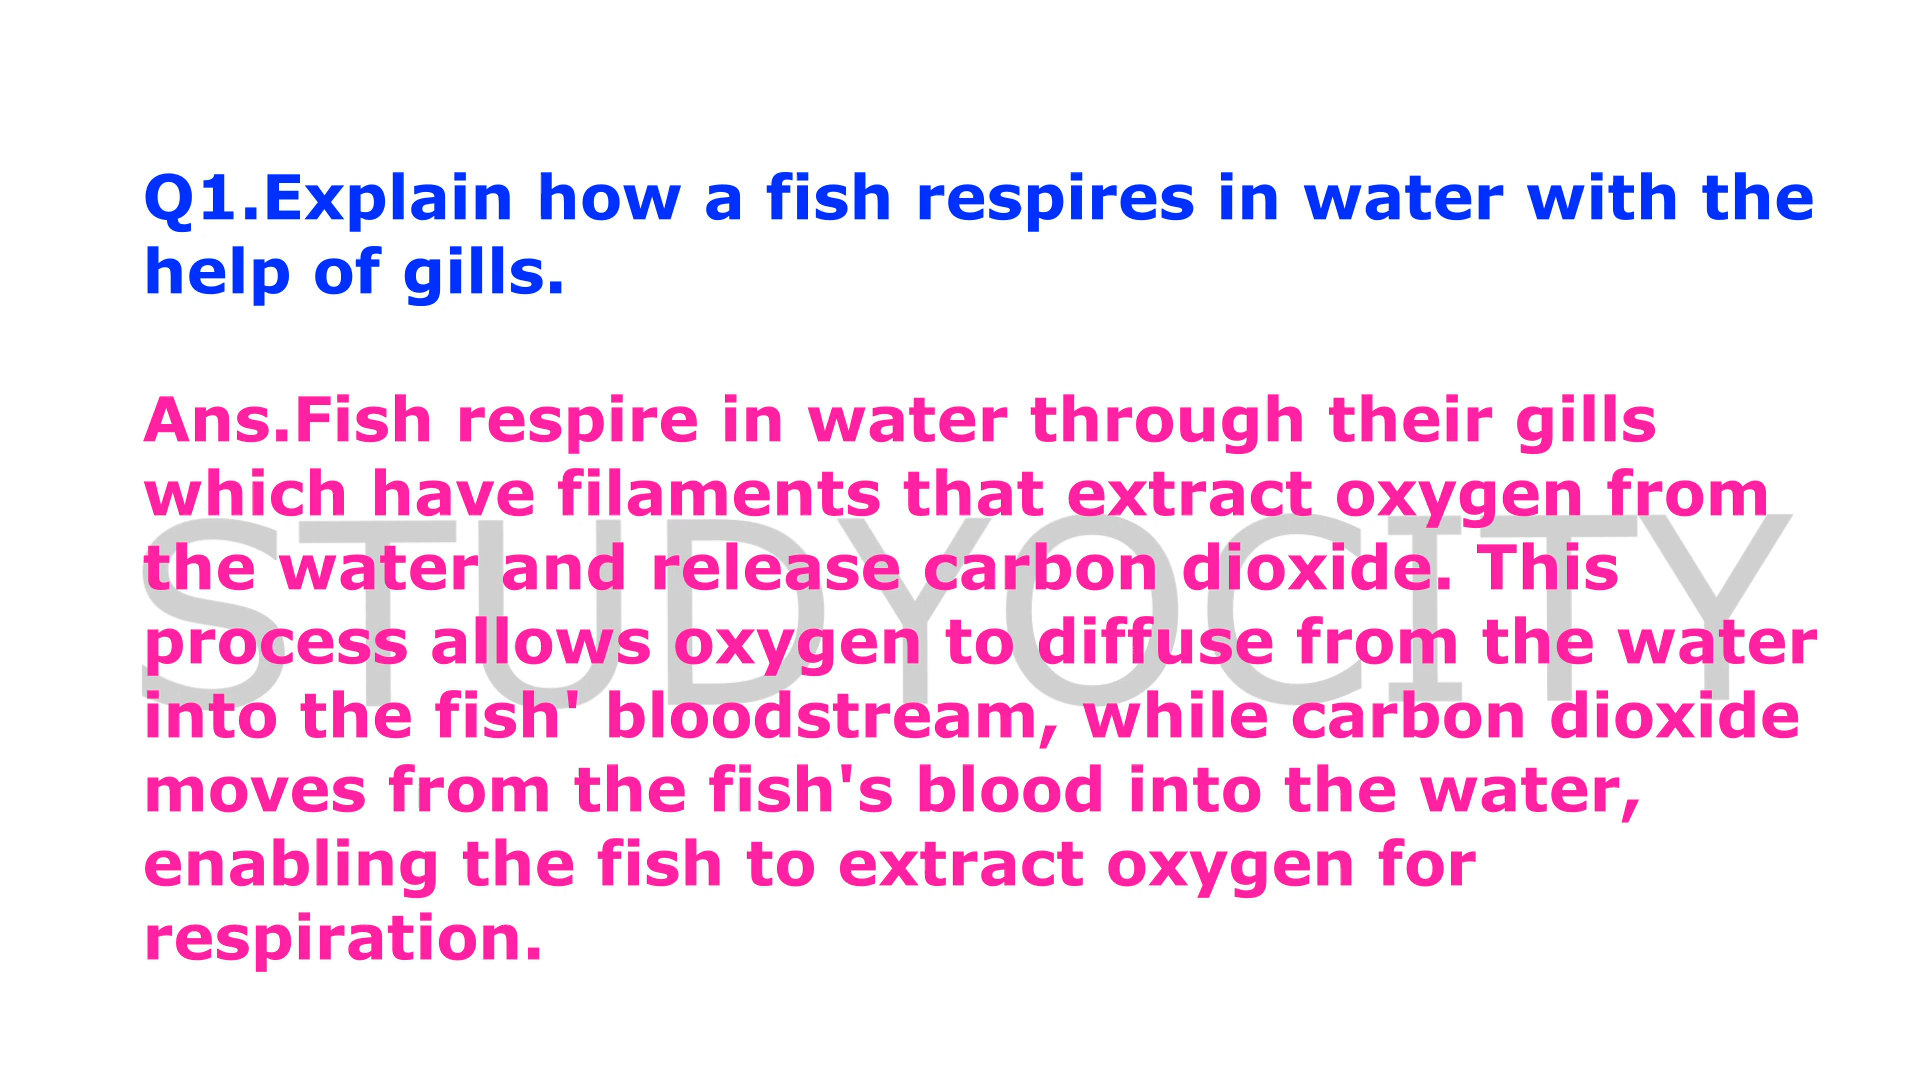 Q1.Explain how a fish respires in water with the
help of gills.
Ans.Fish respire in water through their gills
which have filaments that extract oxygen from
the water and release carbon dioxide. This
process allows oxygen to diffuse from the water
into the fish' bloodstream, while carbon dioxide
moves from the fish's blood into the water,
enabling the fish to extract oxygen for
respiration.
STUDYOCITY